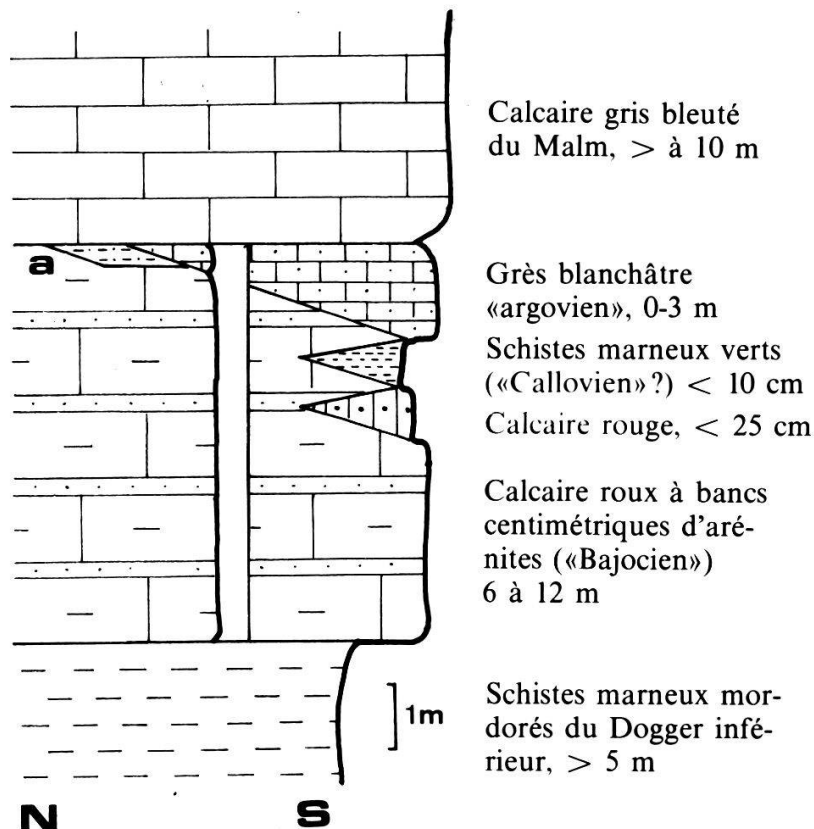 Calcaire gris bleuté
du Malm, > à 10 m
a
Grès blanchâtre
«argovien», 0-3 m
Schistes marneux verts
(«Callovien»?) < 10 cm
Calcaire rouge, < 25 cm
Calcaire roux à bancs
centimétriques d'aré-
nites («Bajocien»)
6 à 12 m
1m
Schistes marneux mor-
dorés du Dogger infé-
rieur, > 5 m
N S